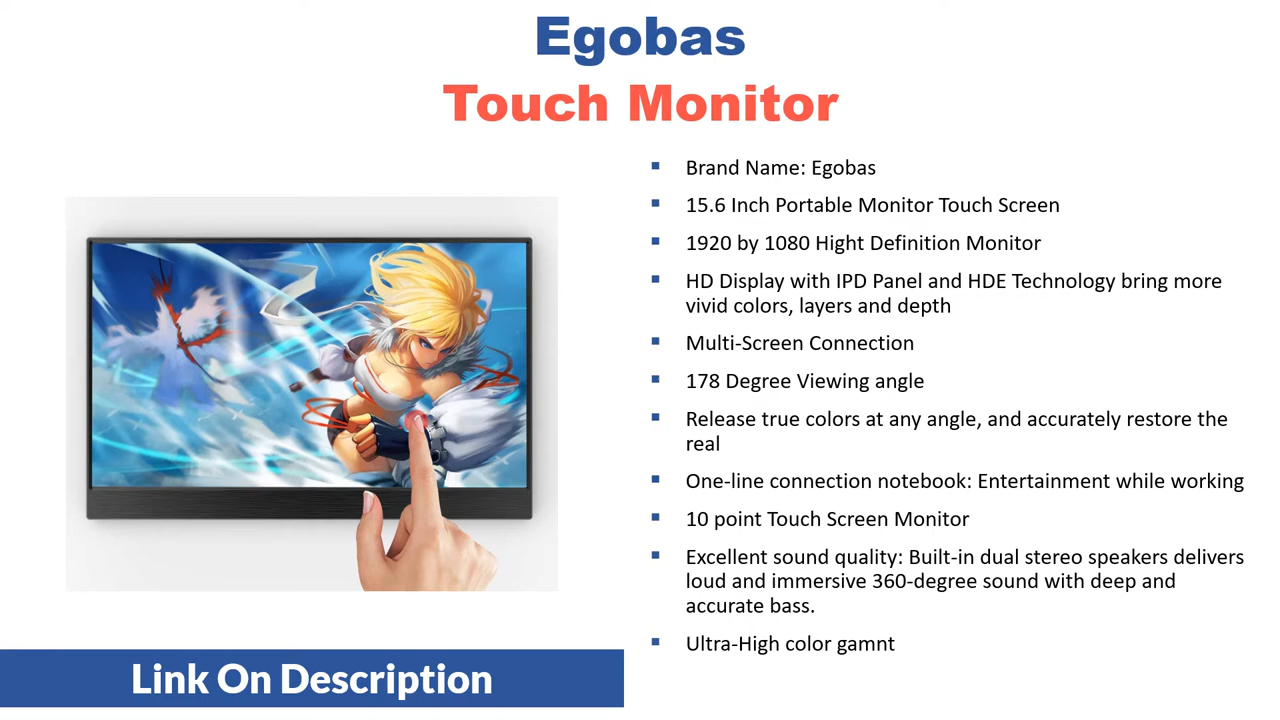 Egobas
Touch Monitor
Brand Name: Egobas
15.6 Inch Portable Monitor Touch Screen
1920 by 1080 Hight Definition Monitor
HD Display with IPD Panel and HDE Technology bring more
vivid colors, layers and depth
Multi-Screen Connection
178 Degree Viewing angle
Release true colors at any angle, and accurately restore the
real
One-line connection notebook: Entertainment while working
10 point Touch Screen Monitor
Excellent sound quality: Built-in dual stereo speakers delivers
loud and immersive 360-degree sound with deep and
accurate bass.
Ultra-High color gamnt
Link On Description